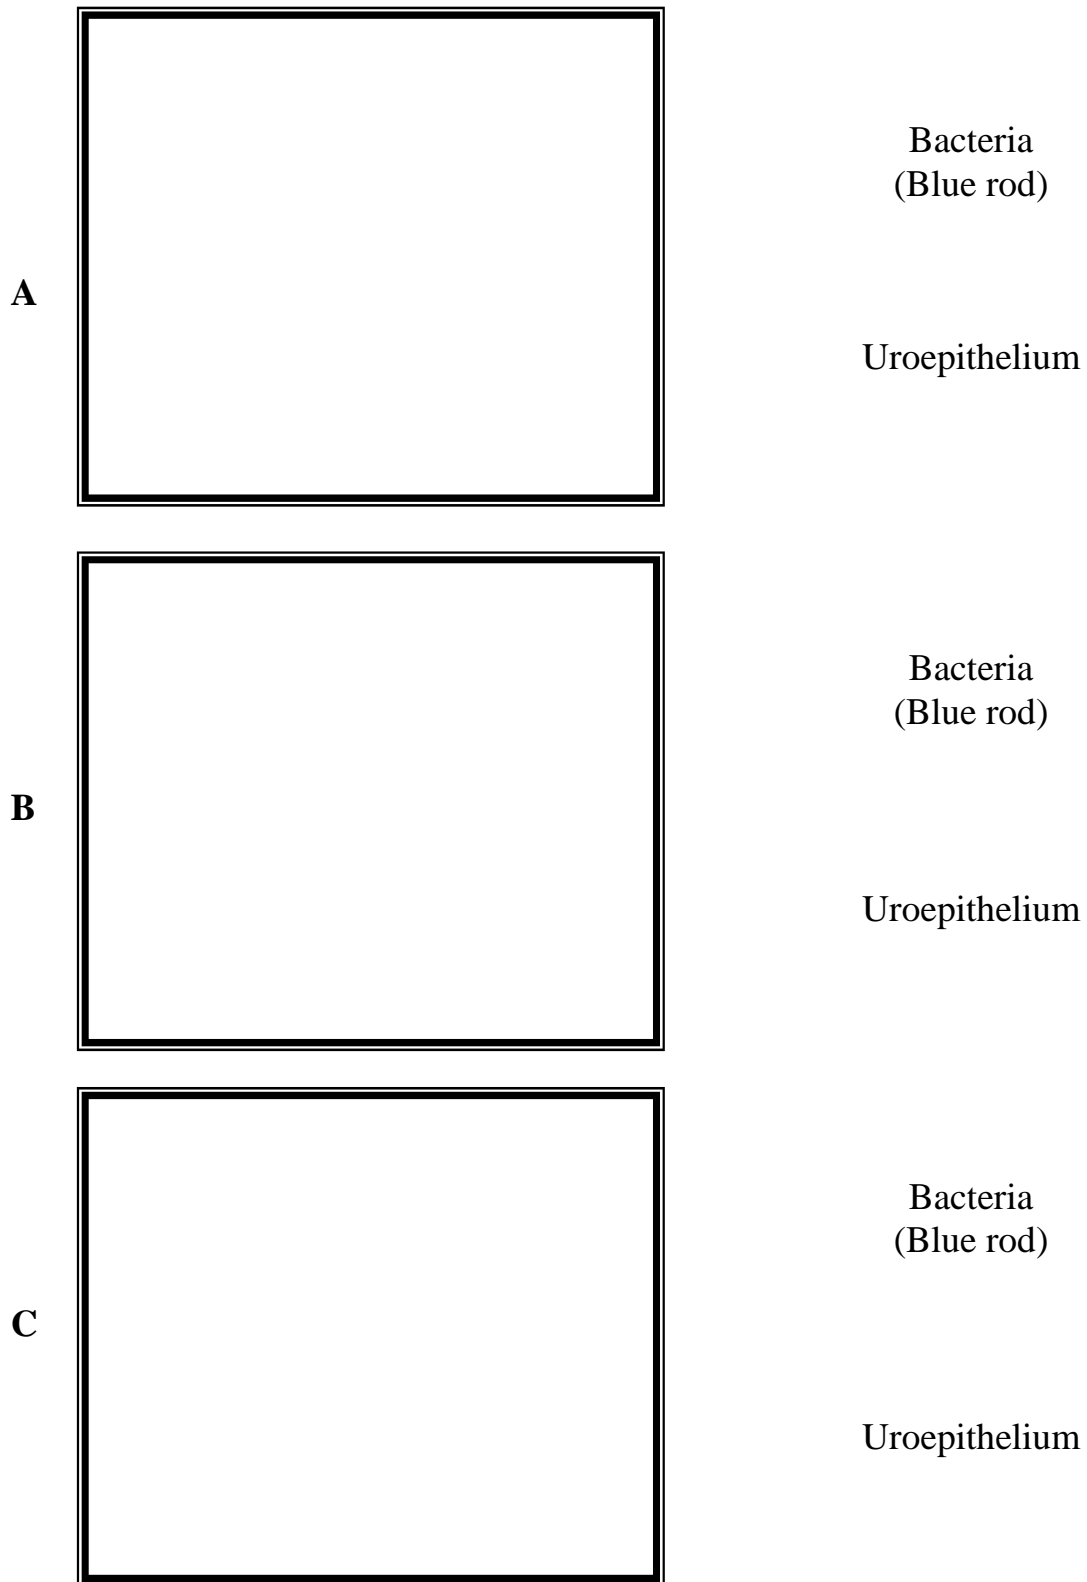 Bacteria
(Blue rod)
A
Uroepithelium
Bacteria
(Blue rod)
B
Uroepithelium
Bacteria
(Blue rod)
C
Uroepithelium